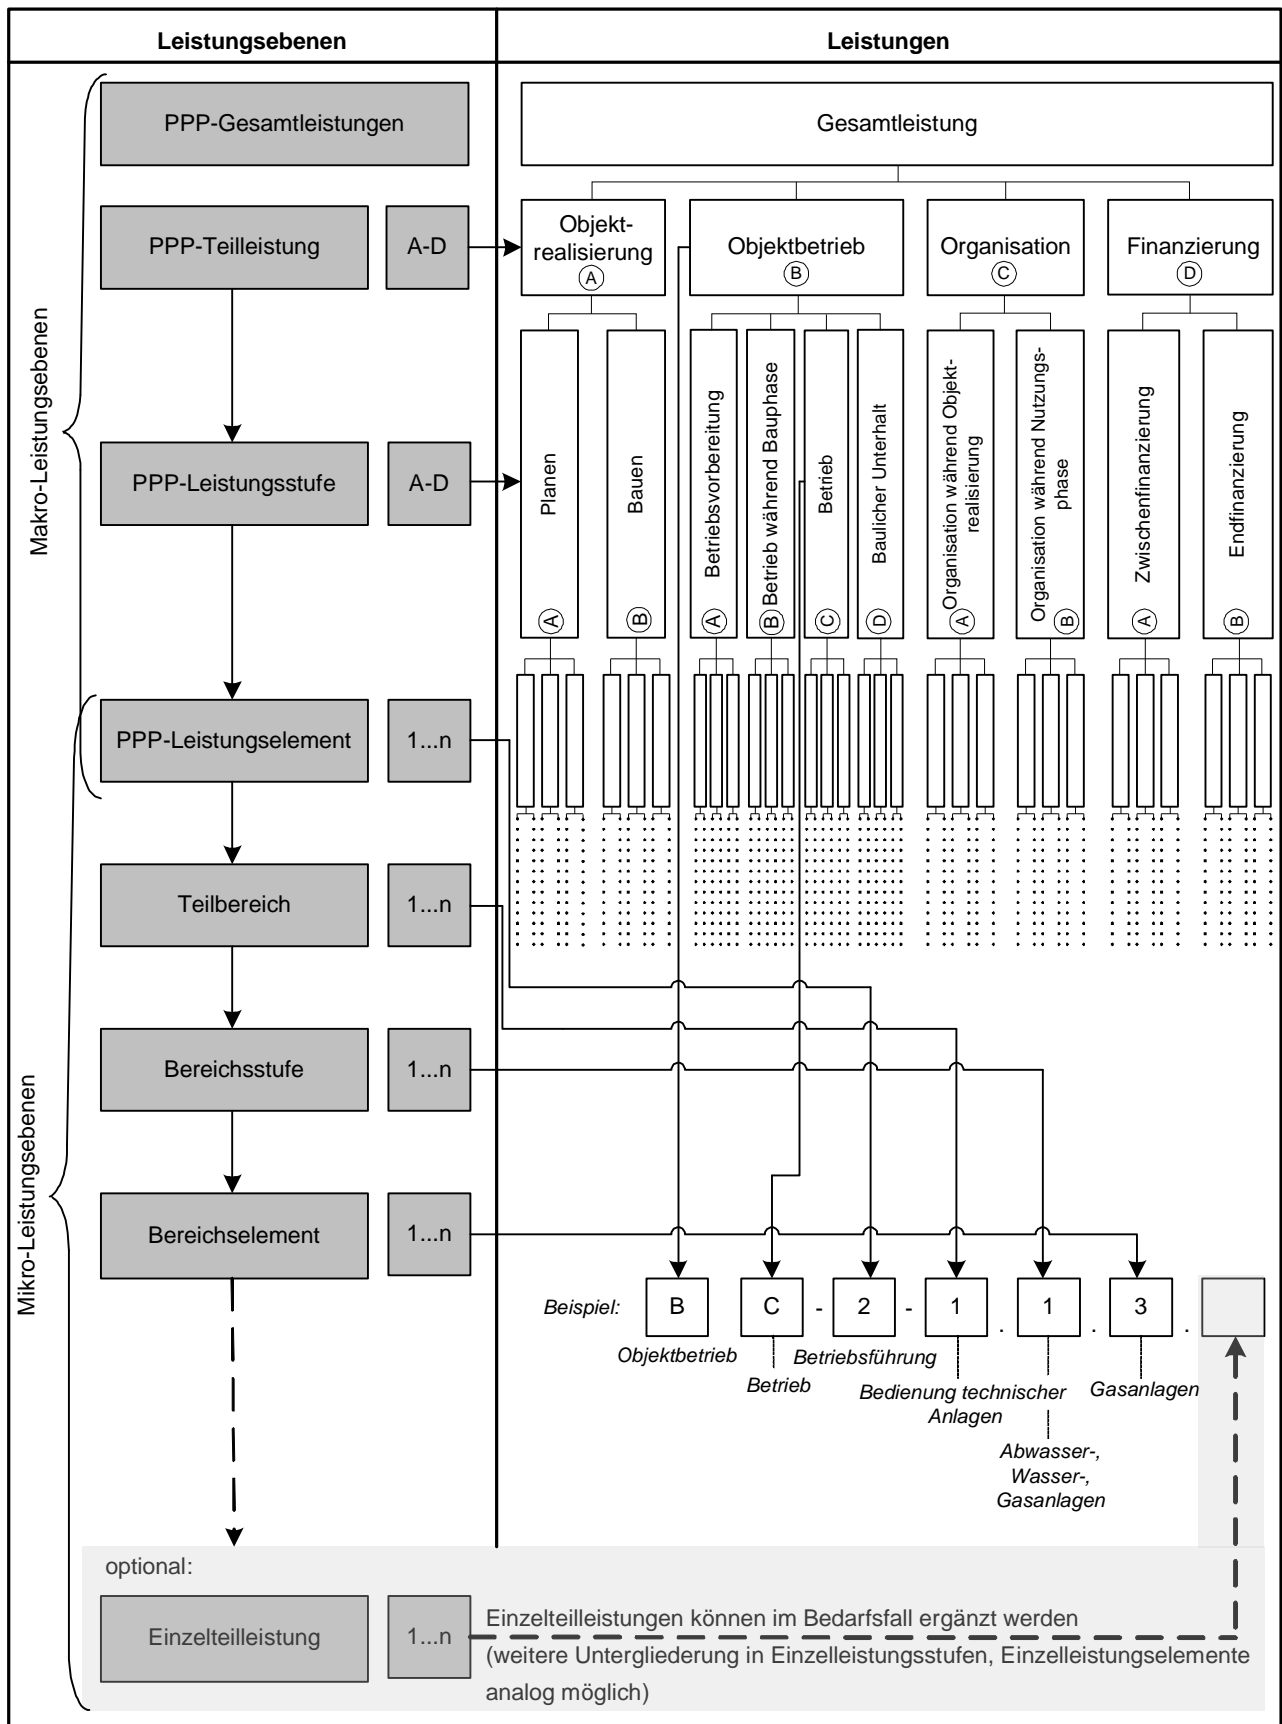 Leistungsebenen
Leistungen
Makro-Leistungsebenen
PPP-Gesamtleistungen
Gesamtleistung
PPP-Teilleistung
A-D
Objekt-
realisierung
A
Objektbetrieb
B
Organisation
C
Finanzierung
D
PPP-Leistungsstufe
A-D
Planen
A
Bauen
B
Betriebsvorbereitung
A
Betrieb während Bauphase
B
Betrieb
C
Baulicher Unterhalt
D
Organisation während Objekt-
realisierung
A
Organisation während Nutzungs-
phase
B
Zwischenfinanzierung
A
Endfinanzierung
B
Mikro-Leistungsebenen
PPP-Leistungselement
1...n
Teilbereich
1...n
Bereichsstufe
1...n
Bereichselement
1...n
Beispiel:
B C - 2 - 1 . 1 . 3 .
Objektbetrieb
Betrieb
Betriebsführung
Bedienung technischer
Anlagen
Abwasser-,
Wasser-,
Gasanlagen
Gasanlagen
optional:
Einzelteilleistung
1...n
Einzelteilleistungen können im Bedarfsfall ergänzt werden
(weitere Untergliederung in Einzelleistungsstufen, Einzelleistungselemente
analog möglich)